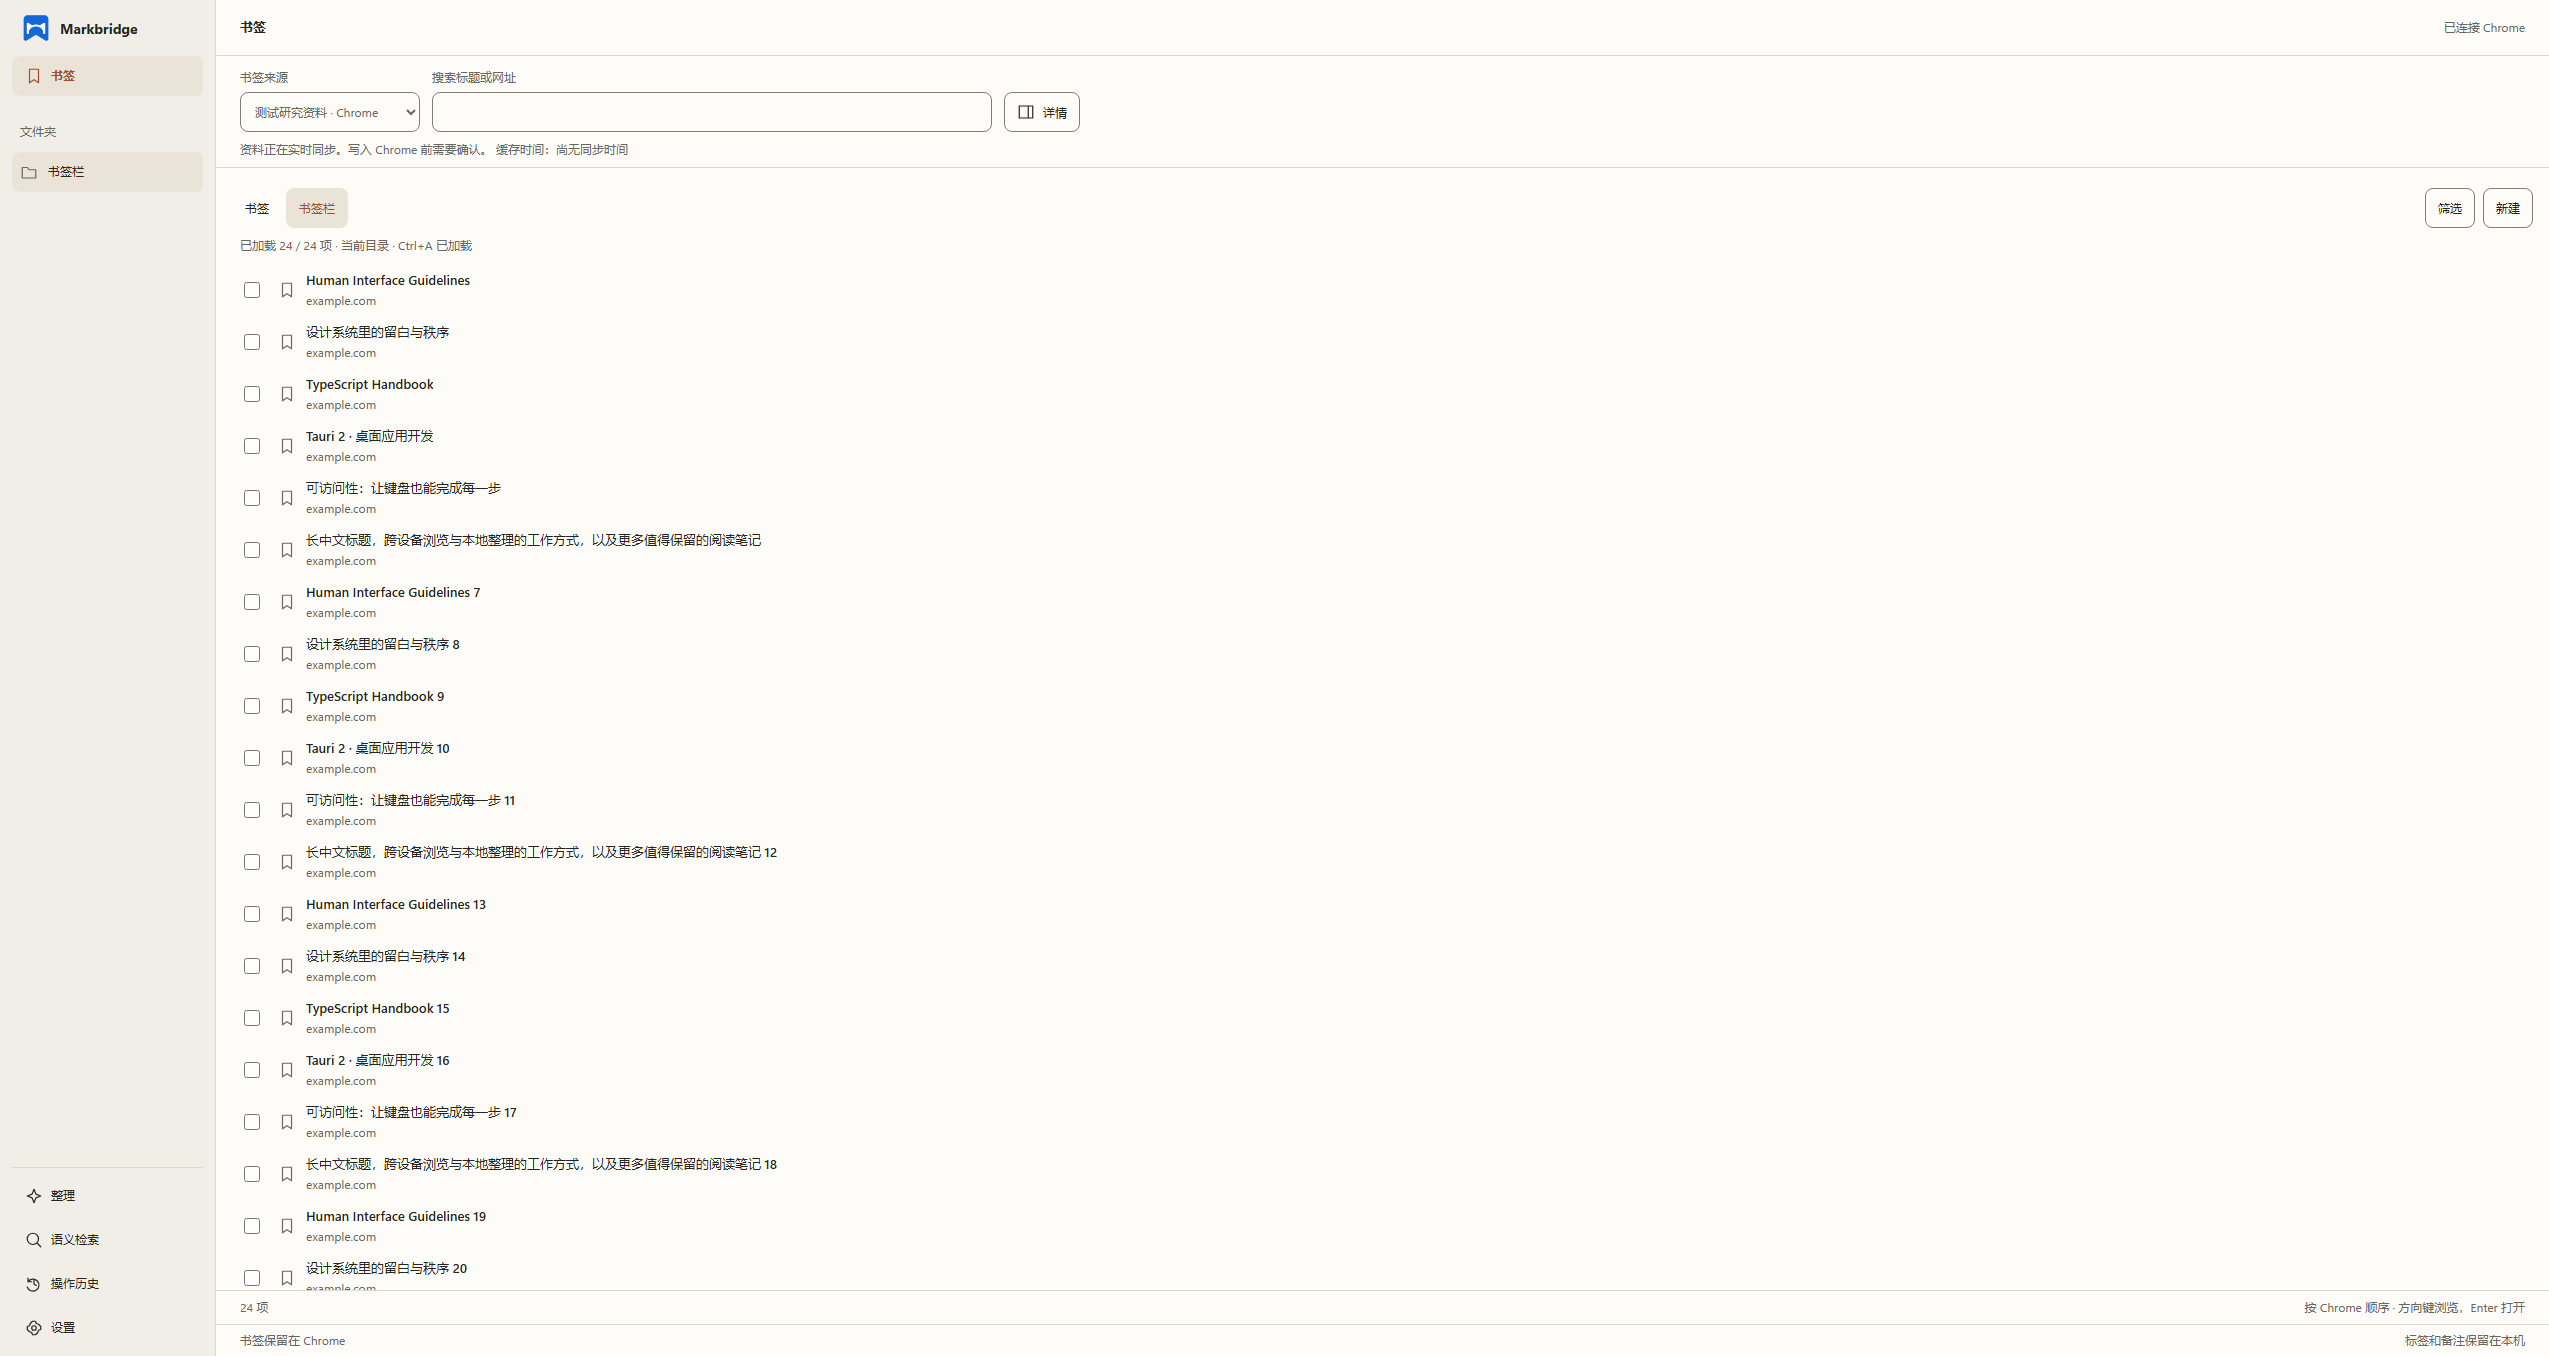 Markbridge
书签
文件夹
书签栏
整理
语义检索
操作历史
设置
书签
已连接 Chrome
书签来源
搜索标题或网址
测试研究资料 · Chrome
详情
资料正在实时同步。写入 Chrome 前需要确认。 缓存时间：尚无同步时间
书签 书签栏
筛选 新建
已加载 24 / 24 项 · 当前目录 · Ctrl+A 已加载
Human Interface Guidelines
example.com
设计系统里的留白与秩序
example.com
TypeScript Handbook
example.com
Tauri 2 · 桌面应用开发
example.com
可访问性：让键盘也能完成每一步
example.com
长中文标题，跨设备浏览与本地整理的工作方式，以及更多值得保留的阅读笔记
example.com
Human Interface Guidelines 7
example.com
设计系统里的留白与秩序 8
example.com
TypeScript Handbook 9
example.com
Tauri 2 · 桌面应用开发 10
example.com
可访问性：让键盘也能完成每一步 11
example.com
长中文标题，跨设备浏览与本地整理的工作方式，以及更多值得保留的阅读笔记 12
example.com
Human Interface Guidelines 13
example.com
设计系统里的留白与秩序 14
example.com
TypeScript Handbook 15
example.com
Tauri 2 · 桌面应用开发 16
example.com
可访问性：让键盘也能完成每一步 17
example.com
长中文标题，跨设备浏览与本地整理的工作方式，以及更多值得保留的阅读笔记 18
example.com
Human Interface Guidelines 19
example.com
设计系统里的留白与秩序 20
example.com
24 项
按 Chrome 顺序 · 方向键浏览，Enter 打开
书签保留在 Chrome
标签和备注保留在本机